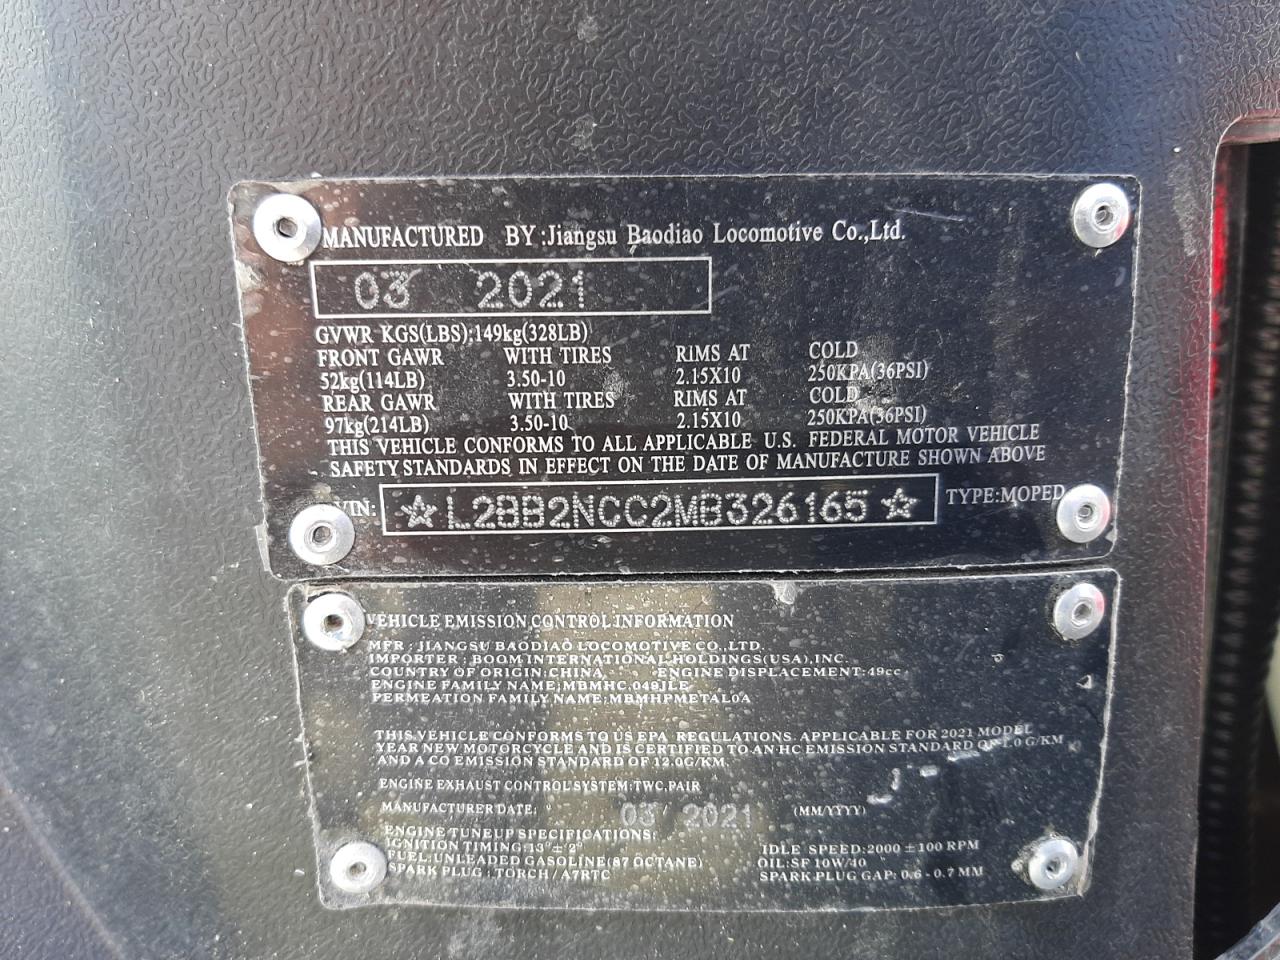 MANUFACTURED BY:Jiangsu Baodiao Locomotive Co.,Ltd.
03 2021
GVWR KGS(LBS):149kg(328LB)
FRONT GAWR WITH TIRES RIMS AT COLD
52kg(114LB) 3.50-10 2.15X10 250KPA(36PSI)
REAR GAWR WITH TIRES RIMS AT COLD
97kg(214LB) 3.50-10 2.15X10 250KPA(36PSI)
THIS VEHICLE CONFORMS TO ALL APPLICABLE U.S. FEDERAL MOTOR VEHICLE
SAFETY STANDARDS IN EFFECT ON THE DATE OF MANUFACTURE SHOWN ABOVE
VIN: ☆L2BB2NCC2MB326165☆ TYPE:MOPED
VEHICLE EMISSION CONTROL INFORMATION
MFR : JIANGSU BAODIAO LOCOMOTIVE CO.,LTD.
IMPORTER : BOOM INTERNATIONAL HOLDINGS(USA),INC.
COUNTRY OF ORIGIN: CHINA ENGINE DISPLACEMENT:49cc
ENGINE FAMILY NAME: MBMHC.049JLE
PERMEATION FAMILY NAME: MBMHPMETAL0A
THIS VEHICLE CONFORMS TO US EPA REGULATIONS APPLICABLE FOR 2021 MODEL
YEAR NEW MOTORCYCLE AND IS CERTIFIED TO AN HC EMISSION STANDARD OF 1.0 G/KM
AND A CO EMISSION STANDARD OF 12.0G/KM.
ENGINE EXHAUST CONTROL SYSTEM: TWC, PAIR
MANUFACTURER DATE: 03/2021 (MM/YYYY)
ENGINE TUNEUP SPECIFICATIONS:
IGNITION TIMING:13°±2° IDLE SPEED:2000 ± 100 RPM
FUEL: UNLEADED GASOLINE(87 OCTANE) OIL:SF 10W/40
SPARK PLUG : TORCH / A7RTC SPARK PLUG GAP: 0.6 - 0.7 MM